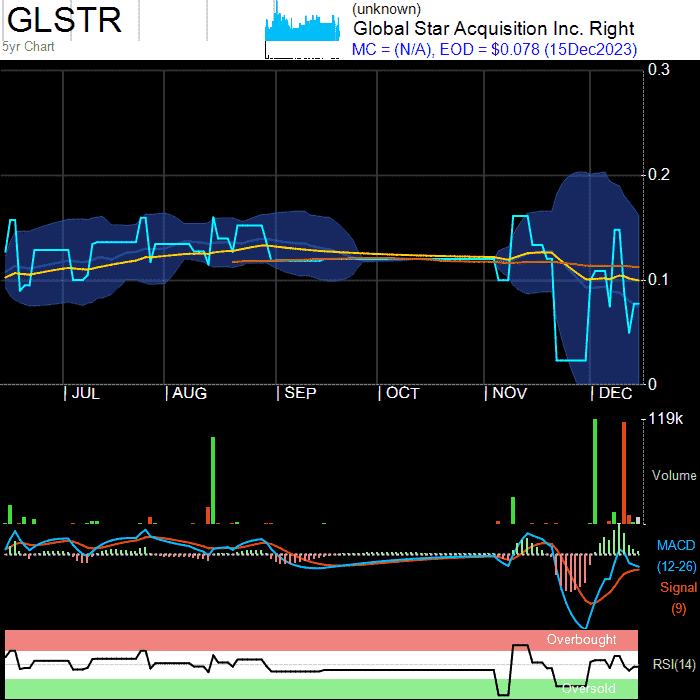 GLSTR
5yr Chart
(unknown)
Global Star Acquisition Inc. Right
MC = (N/A), EOD = $0.078 (15Dec2023)
0.3
0.2
0.1
0
JUL AUG SEP OCT NOV DEC
119k
Volume
MACD
(12-26)
Signal
(9)
Overbought
RSI(14)
Oversold